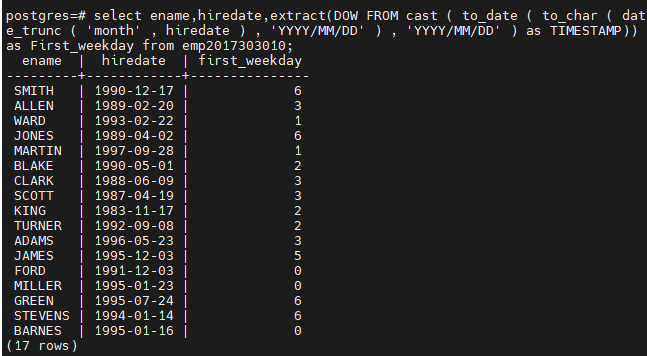 postgres=# select ename,hiredate,extract(DOW FROM cast ( to_date ( to_char ( dat
e_trunc ( 'month' , hiredate ) , 'YYYY/MM/DD' ) , 'YYYY/MM/DD' ) as TIMESTAMP))
as First_weekday from emp2017303010;
  ename  |  hiredate  | first_weekday
---------+------------+---------------
 SMITH   | 1990-12-17 |             6
 ALLEN   | 1989-02-20 |             3
 WARD    | 1993-02-22 |             1
 JONES   | 1989-04-02 |             6
 MARTIN  | 1997-09-28 |             1
 BLAKE   | 1990-05-01 |             2
 CLARK   | 1988-06-09 |             3
 SCOTT   | 1987-04-19 |             3
 KING    | 1983-11-17 |             2
 TURNER  | 1992-09-08 |             2
 ADAMS   | 1996-05-23 |             3
 JAMES   | 1995-12-03 |             5
 FORD    | 1991-12-03 |             0
 MILLER  | 1995-01-23 |             0
 GREEN   | 1995-07-24 |             6
 STEVENS | 1994-01-14 |             6
 BARNES  | 1995-01-16 |             0
(17 rows)